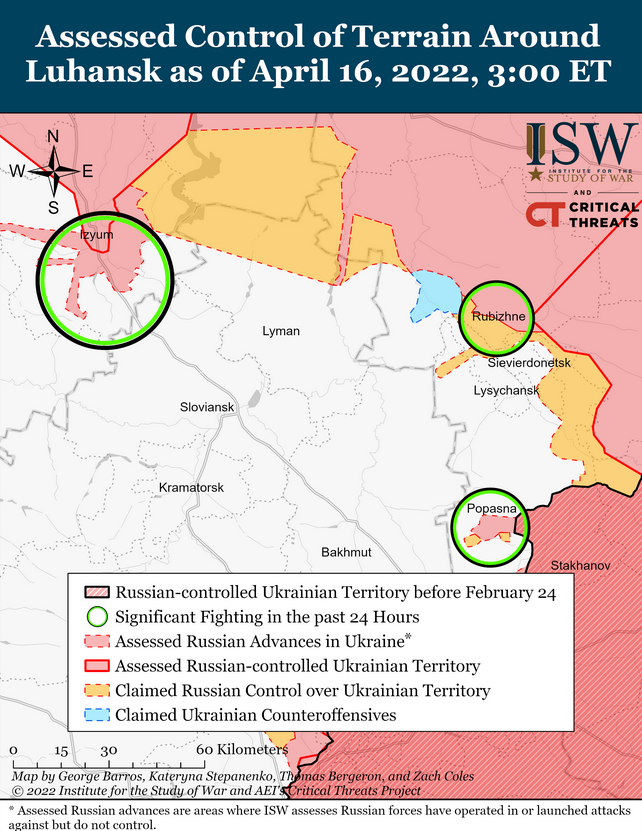 Assessed Control of Terrain Around
Luhansk as of April 16, 2022, 3:00 ET
N
W
E
S
ISW
INSTITUTE FOR THE
STUDY OF WAR
AND
CT CRITICAL
THREATS
Izyum
Rubizhne
Lyman
Sievierdonetsk
Lysychansk
Sloviansk
Kramatorsk
Popasna
Bakhmut
Stakhanov
Russian-controlled Ukrainian Territory before February 24
Significant Fighting in the past 24 Hours
Assessed Russian Advances in Ukraine*
Assessed Russian-controlled Ukrainian Territory
Claimed Russian Control over Ukrainian Territory
Claimed Ukrainian Counteroffensives
0 15 30 60 Kilometers
Map by George Barros, Kateryna Stepanenko, Thomas Bergeron, and Zach Coles
© 2022 Institute for the Study of War and AEI's Critical Threats Project
* Assessed Russian advances are areas where ISW assesses Russian forces have operated in or launched attacks
against but do not control.